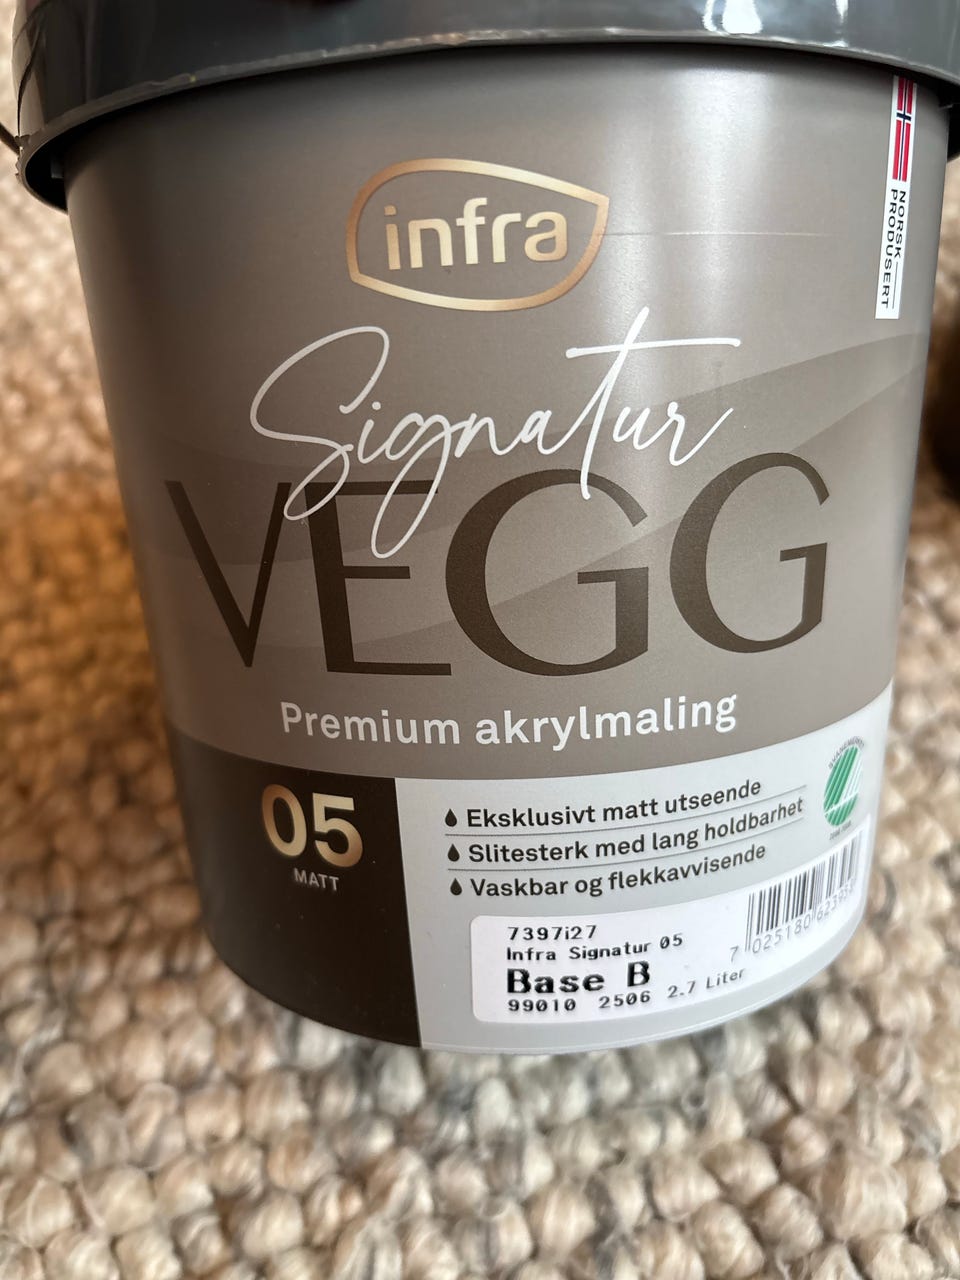 infra
NORSK
PRODUSERT
Signatur
VEGG
Premium akrylmaling
05
MATT
Eksklusivt matt utseende
Slitesterk med lang holdbarhet
Vaskbar og flekkavvisende
7397i27
Infra Signatur 05
Base B
99010 2506 2.7 Liter